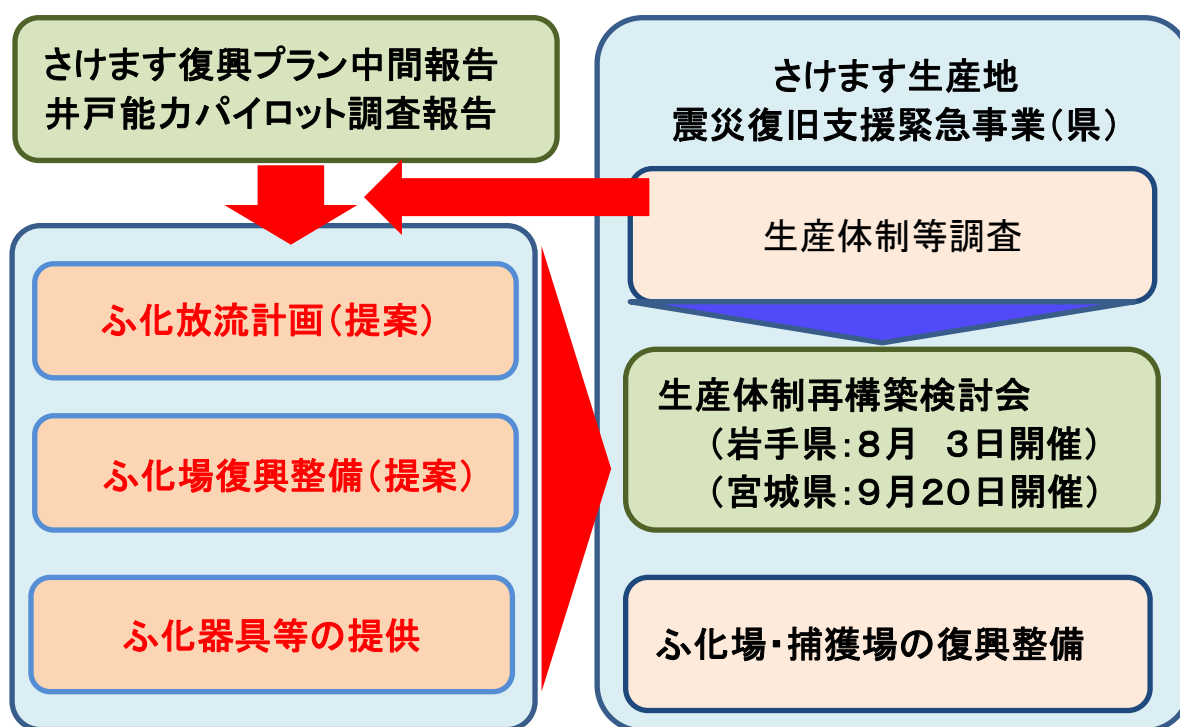 さけます復興プラン中間報告
井戸能力パイロット調査報告
ふ化放流計画(提案)
ふ化場復興整備(提案)
ふ化器具等の提供
さけます生産地
震災復旧支援緊急事業(県)
生産体制等調査
生産体制再構築検討会
(岩手県:8月 3日開催)
(宮城県:9月20日開催)
ふ化場・捕獲場の復興整備